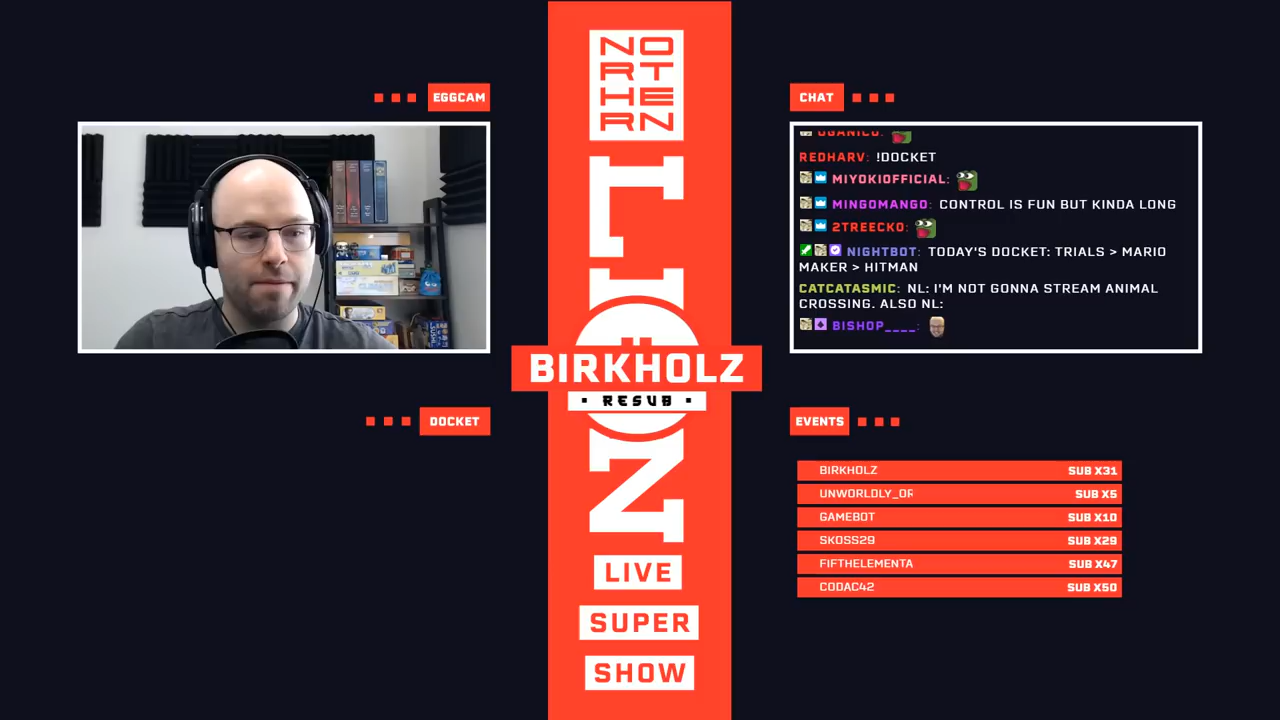 EGGCAM
DOCKET
NO
RT
HE
RN
L
BIRKHOLZ
RESUB
N
LIVE
SUPER
SHOW
CHAT
OGANICO:
REDHARV: !DOCKET
MIYOKIOFFICIAL:
MINGOMANGO: CONTROL IS FUN BUT KINDA LONG
2TREECKO:
NIGHTBOT: TODAY'S DOCKET: TRIALS > MARIO
MAKER > HITMAN
CATCATASMIC: NL: I'M NOT GONNA STREAM ANIMAL
CROSSING. ALSO NL:
BISHOP____:
EVENTS
BIRKHOLZ SUB X31
UNWORLDLY_OR SUB X5
GAMEBOT SUB X10
SKOSS29 SUB X29
FIFTHELEMENTA SUB X47
CODAC42 SUB X50